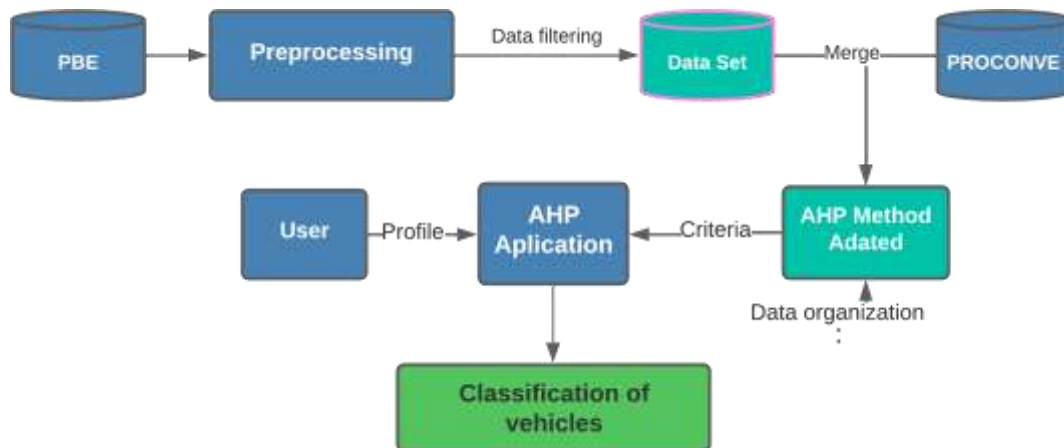 PBE
Preprocessing
Data filtering
Data Set
Merge
PROCONVE
User
Profile
AHP
Aplication
Criteria
AHP Method
Adated
Data organization
:
Classification of
vehicles